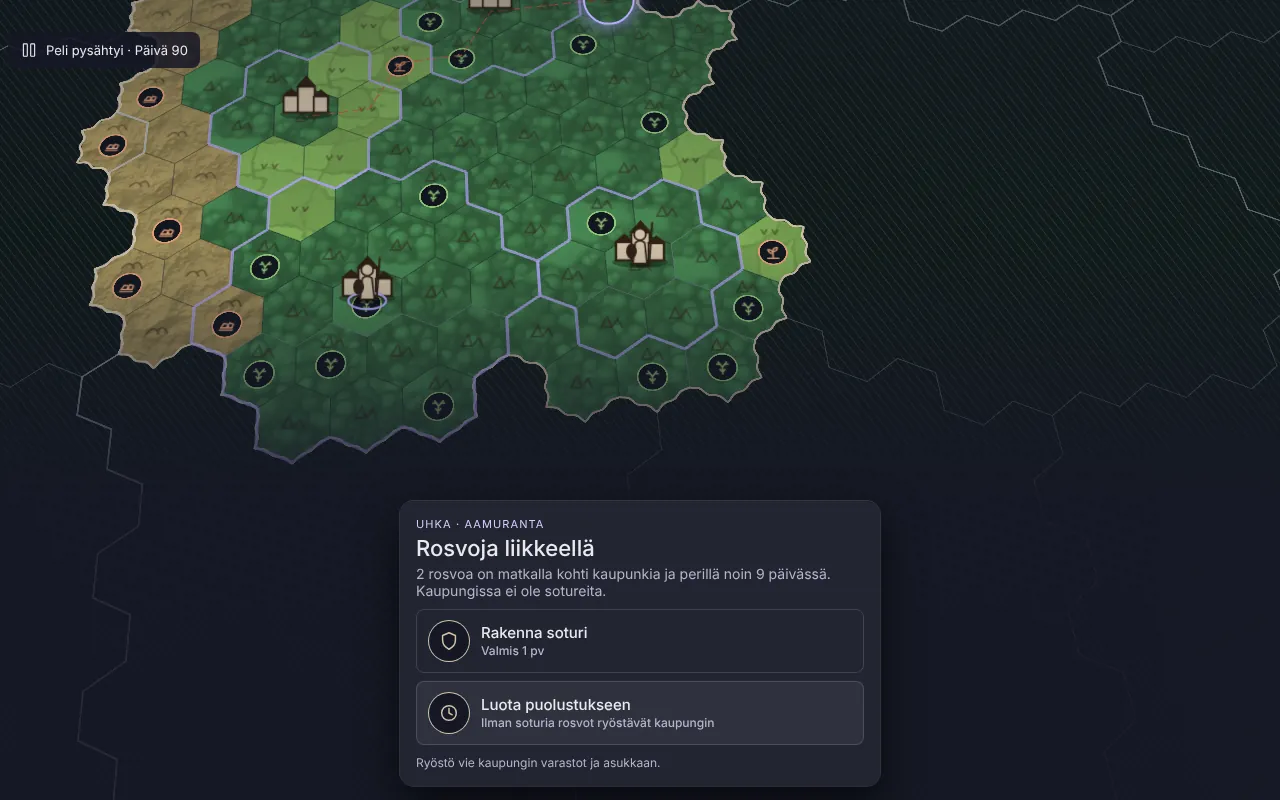 Peli pysähtyi · Päivä 90
UHKA · AAMURANTA
Rosvoja liikkeellä
2 rosvoa on matkalla kohti kaupunkia ja perillä noin 9 päivässä.
Kaupungissa ei ole sotureita.
Rakenna soturi
Valmis 1 pv
Luota puolustukseen
Ilman soturia rosvot ryöstävät kaupungin
Ryöstö vie kaupungin varastot ja asukkaan.